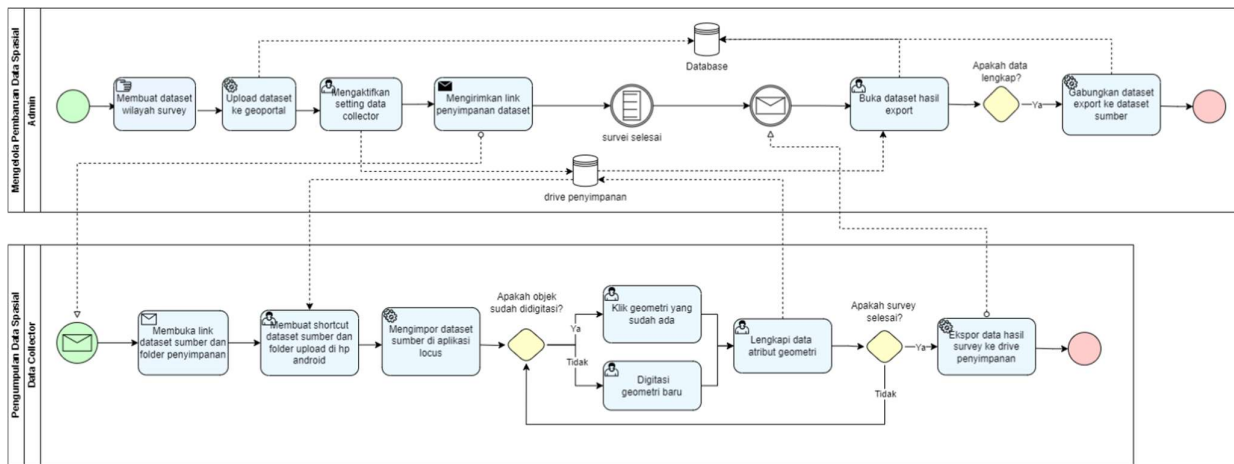 Mengelola Pembaruan Data Spasial
Admin
Membuat dataset
wilayah survey
Upload dataset
ke geoportal
Mengaktifkan
setting data
collector
Mengirimkan link
penyimpanan dataset
survei selesai
Database
Buka dataset hasil
export
Apakah data
lengkap?
Ya
Gabungkan dataset
export ke dataset
sumber
drive penyimpanan
Pengumpulan Data Spasial
Data Collector
Membuka link
dataset sumber dan
folder penyimpanan
Membuat shortcut
dataset sumber dan
folder upload di hp
android
Mengimpor dataset
sumber di aplikasi
locus
Apakah objek
sudah didigitasi?
Ya
Tidak
Klik geometri yang
sudah ada
Digitasi
geometri baru
Lengkapi data
atribut geometri
Apakah survey
selesai?
Ya
Tidak
Ekspor data hasil
survey ke drive
penyimpanan